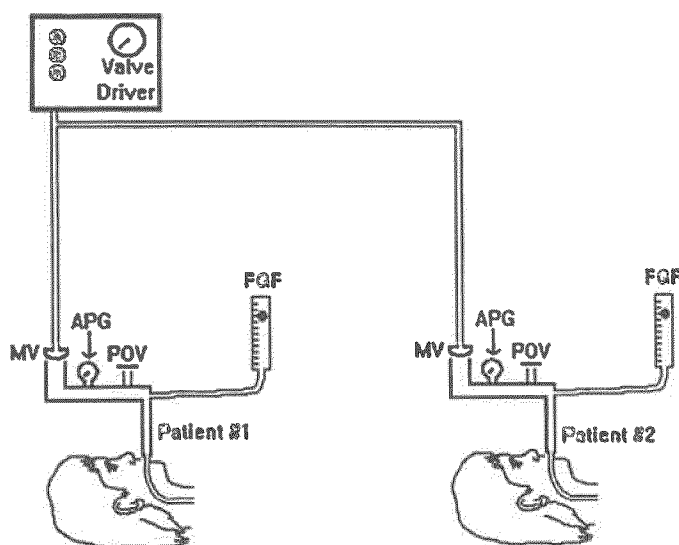 Valve
Driver
FGF
FGF
APG
APG
MV
POV
MV
POV
Patient #1
Patient #2